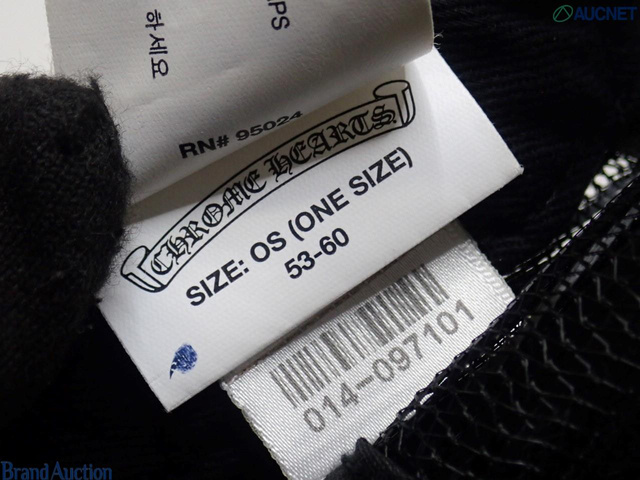 AUCNET
PS
하세요
RN# 95024
CHROME HEARTS
SIZE: OS (ONE SIZE)
53-60
014-097101
Brand Auction